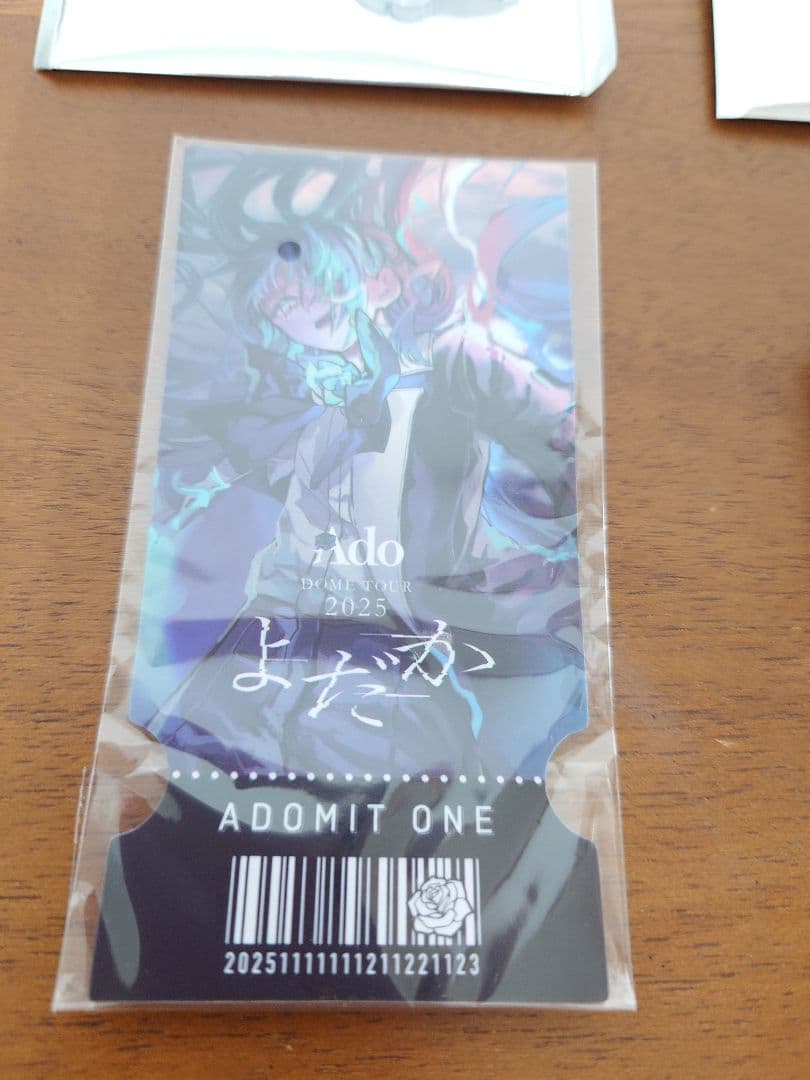 Ado
DOME TOUR
2025
よだか
ADOMIT ONE
20251111111211221123